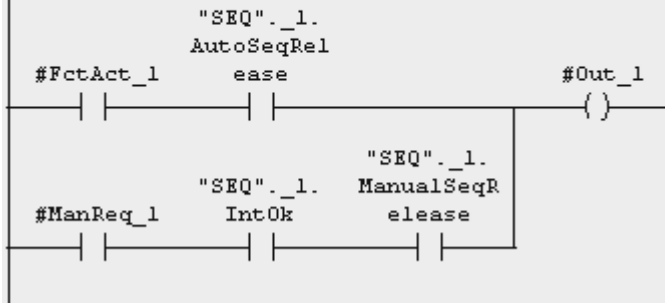 "SEQ"._1.
AutoSeqRel
#FctAct_1 ease #Out_1
"SEQ"._1.
"SEQ"._1. ManualSeqR
#ManReq_1 IntOk elease